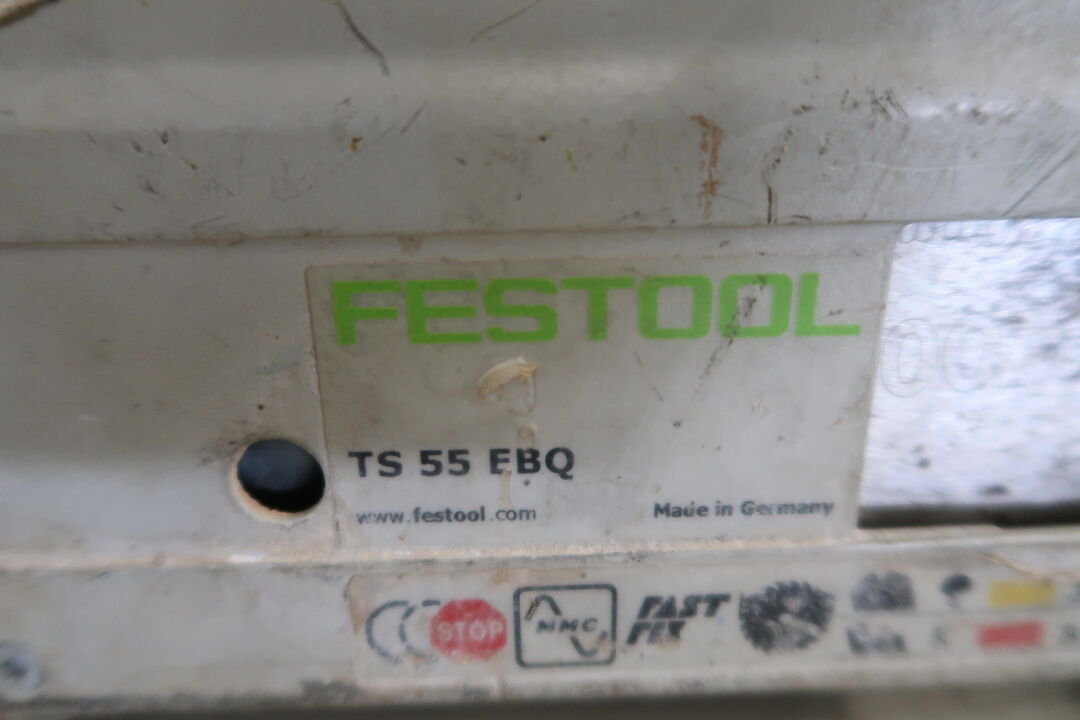 FESTOOL
TS 55 EBQ
www.festool.com
Made in Germany
STOP
MMC
FAST
FIX